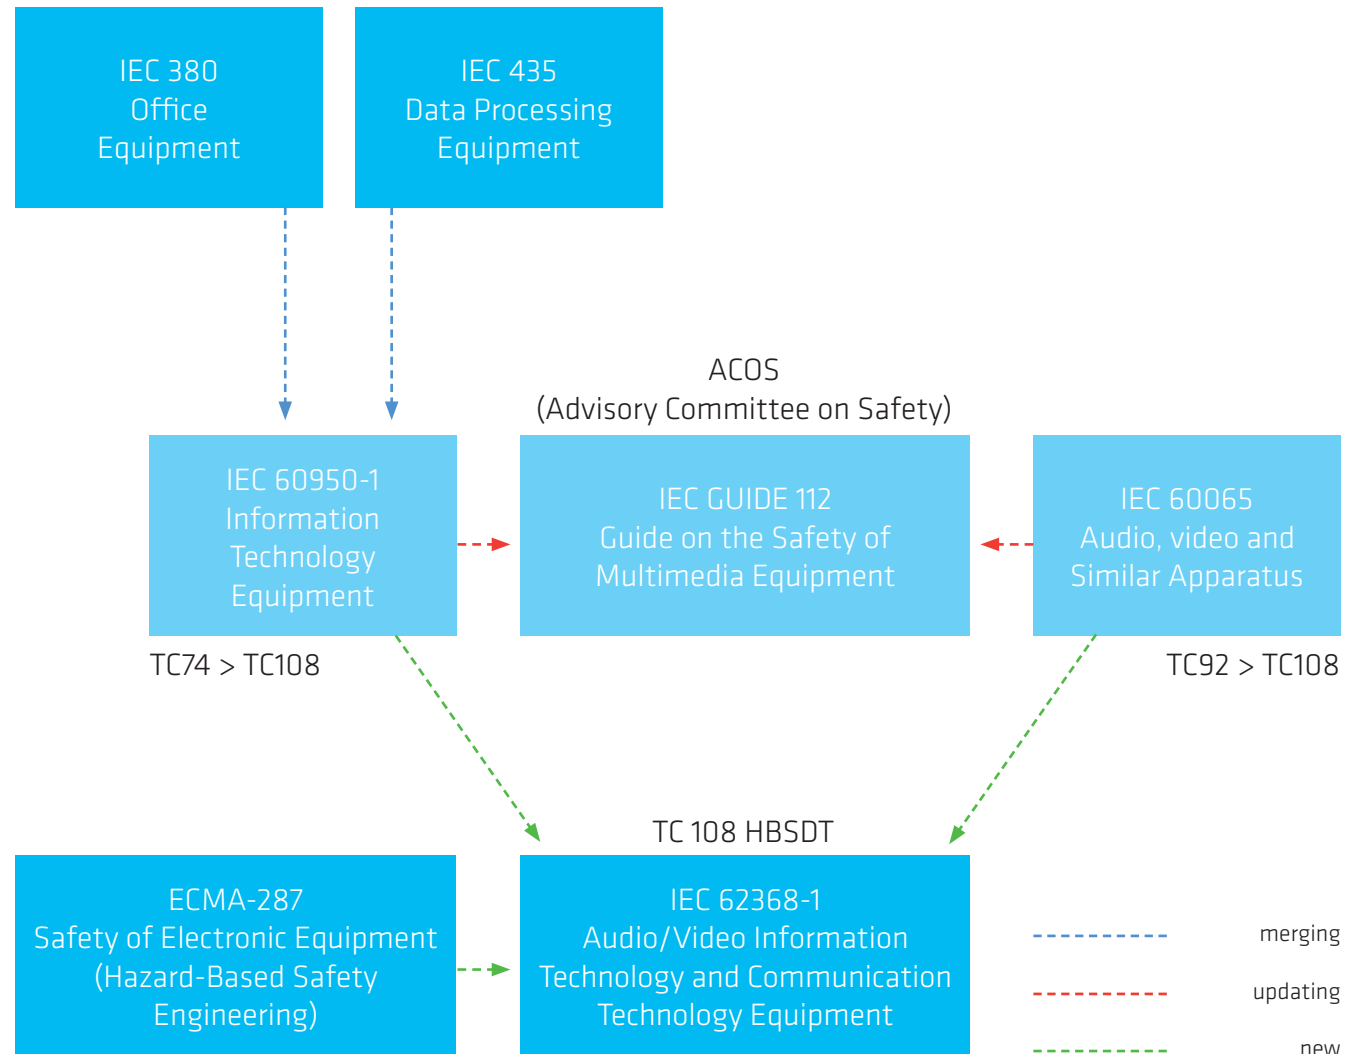 IEC 380
Office
Equipment
IEC 435
Data Processing
Equipment
ACOS
(Advisory Committee on Safety)
IEC 60950-1
Information
Technology
Equipment
IEC GUIDE 112
Guide on the Safety of
Multimedia Equipment
IEC 60065
Audio, video and
Similar Apparatus
TC74 > TC108
TC92 > TC108
TC 108 HBSDT
ECMA-287
Safety of Electronic Equipment
(Hazard-Based Safety
Engineering)
IEC 62368-1
Audio/Video Information
Technology and Communication
Technology Equipment
merging
updating
new